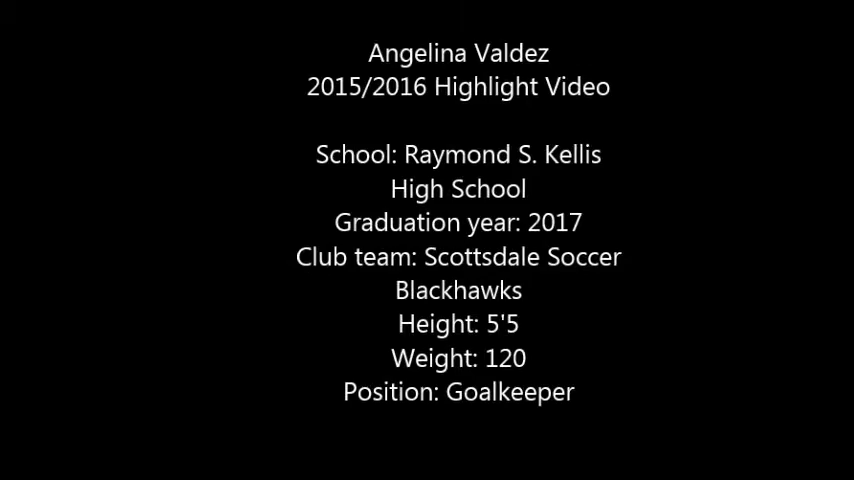 Angelina Valdez
2015/2016 Highlight Video
School: Raymond S. Kellis
High School
Graduation year: 2017
Club team: Scottsdale Soccer
Blackhawks
Height: 5'5
Weight: 120
Position: Goalkeeper